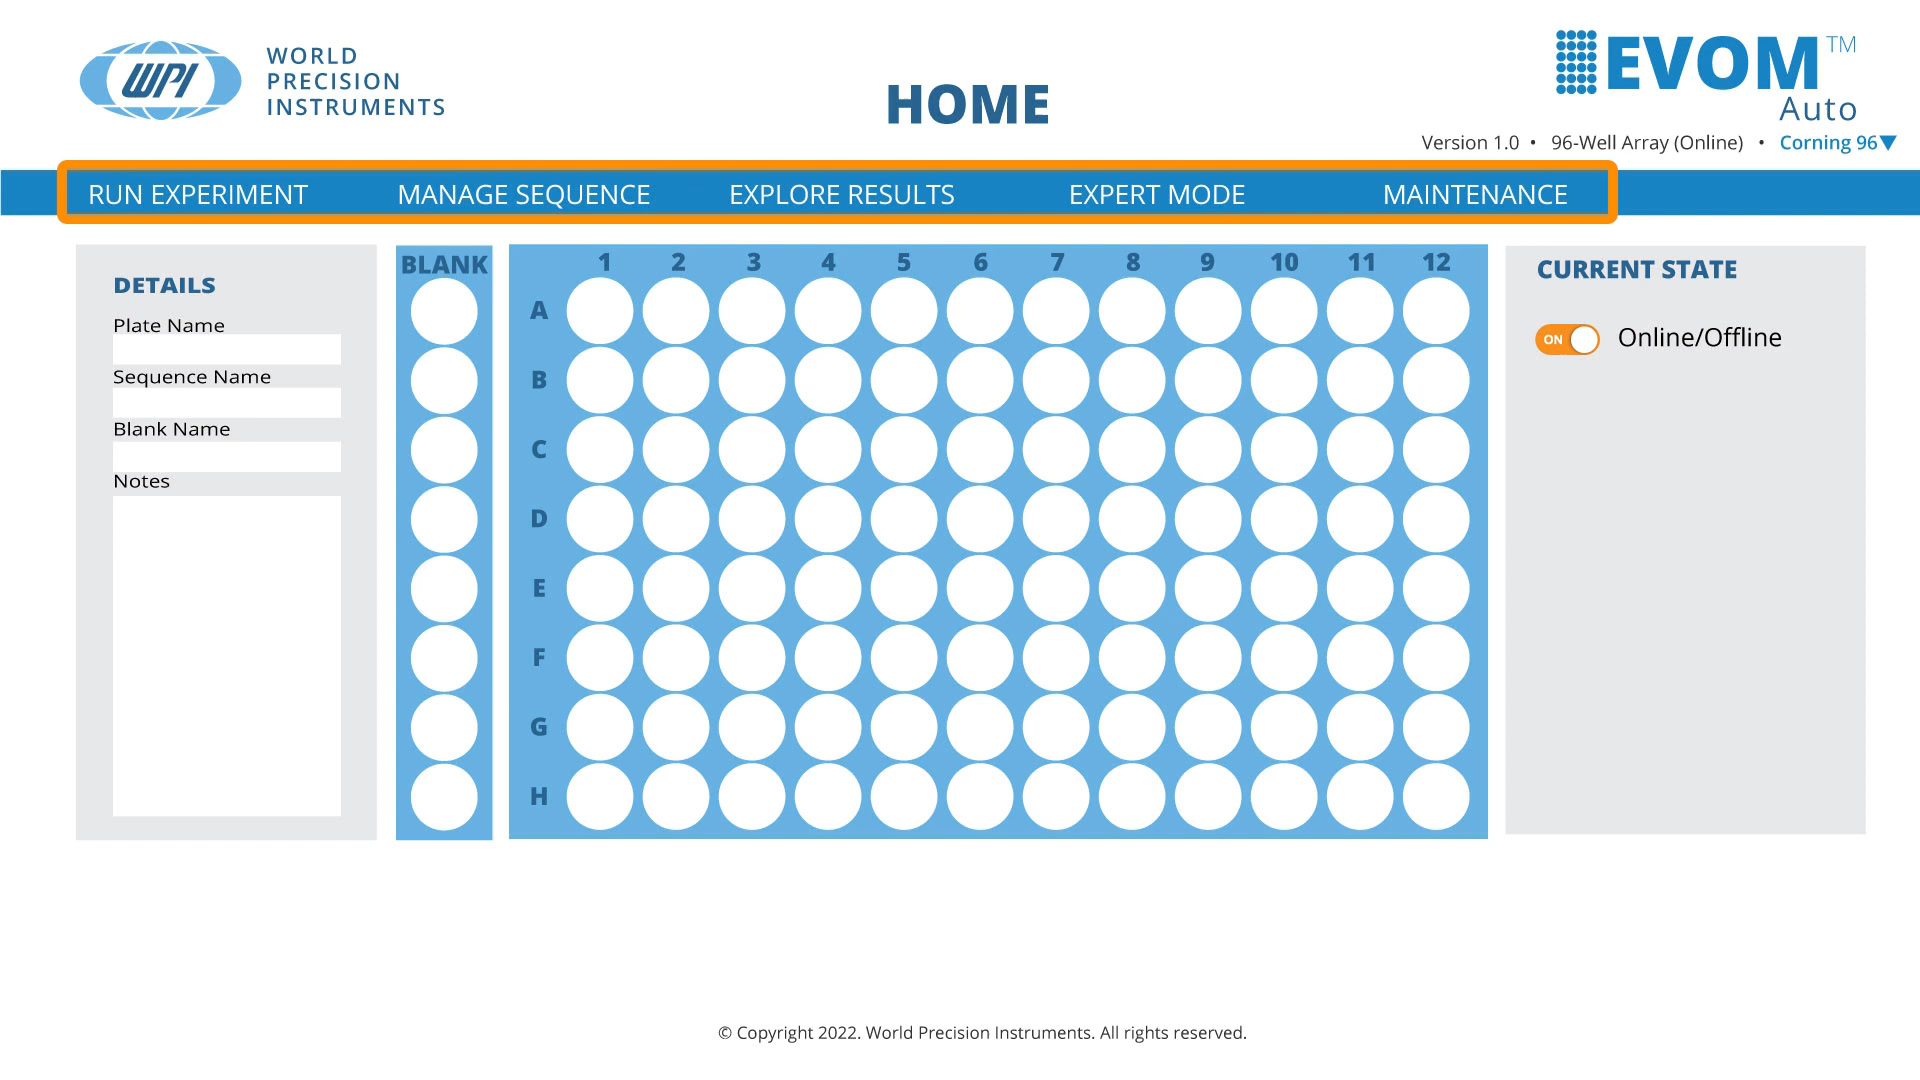 WPI
WORLD
PRECISION
INSTRUMENTS
HOME
EVOM™
Auto
Version 1.0 • 96-Well Array (Online) • Corning 96▼
RUN EXPERIMENT MANAGE SEQUENCE EXPLORE RESULTS EXPERT MODE MAINTENANCE
DETAILS
Plate Name
Sequence Name
Blank Name
Notes
BLANK
1 2 3 4 5 6 7 8 9 10 11 12
A
B
C
D
E
F
G
H
CURRENT STATE
ON Online/Offline
© Copyright 2022. World Precision Instruments. All rights reserved.